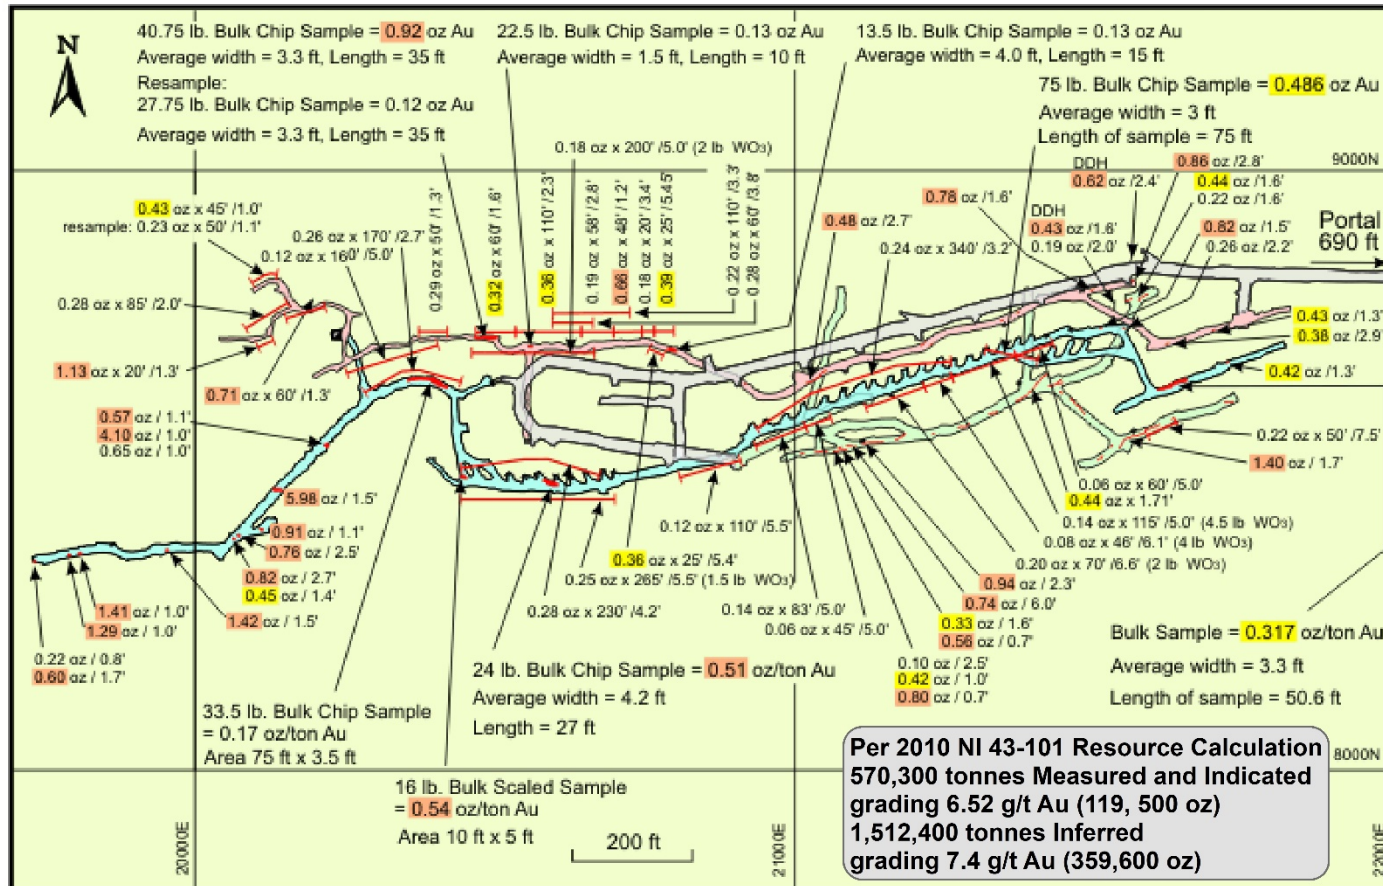 N
40.75 lb. Bulk Chip Sample = 0.92 oz Au
Average width = 3.3 ft, Length = 35 ft
Resample:
27.75 lb. Bulk Chip Sample = 0.12 oz Au
Average width = 3.3 ft, Length = 35 ft
22.5 lb. Bulk Chip Sample = 0.13 oz Au
Average width = 1.5 ft, Length = 10 ft
13.5 lb. Bulk Chip Sample = 0.13 oz Au
Average width = 4.0 ft, Length = 15 ft
75 lb. Bulk Chip Sample = 0.486 oz Au
Average width = 3 ft
Length of sample = 75 ft
0.18 oz x 200' /5.0' (2 lb WO₃)
9000N
DDH
0.62 oz /2.4'
0.86 oz /2.8'
0.44 oz /1.6'
0.22 oz /1.6'
0.78 oz /1.6'
DDH
0.43 oz /1.6'
0.19 oz /2.0'
0.82 oz /1.5'
0.26 oz /2.2'
Portal
690 ft
0.43 oz x 45' /1.0'
resample: 0.23 oz x 50' /1.1'
0.26 oz x 170' /2.7'
0.12 oz x 160' /5.0'
0.29 oz x 50' /1.3'
0.32 oz x 60' /1.6'
0.36 oz x 110' /2.3'
0.19 oz x 58' /2.8'
0.66 oz x 48' /1.2'
0.18 oz x 20' /3.4'
0.39 oz x 25' /5.45'
0.22 oz x 110' /3.3'
0.28 oz x 60' /3.8'
0.48 oz /2.7'
0.24 oz x 340' /3.2'
0.28 oz x 85' /2.0'
1.13 oz x 20' /1.3'
0.71 oz x 60' /1.3'
0.43 oz /1.3'
0.38 oz /2.9'
0.42 oz /1.3'
0.57 oz / 1.1'
4.10 oz / 1.0'
0.65 oz / 1.0'
0.22 oz x 50' /7.5'
1.40 oz / 1.7'
5.98 oz / 1.5'
0.91 oz / 1.1'
0.76 oz / 2.5'
0.82 oz / 2.7'
0.45 oz / 1.4'
1.42 oz / 1.5'
1.41 oz / 1.0'
1.29 oz / 1.0'
0.22 oz / 0.8'
0.60 oz / 1.7'
0.12 oz x 110' /5.5'
0.36 oz x 25' /5.4'
0.25 oz x 265' /5.5' (1.5 lb WO₃)
0.28 oz x 230' /4.2'
0.06 oz x 60' /5.0'
0.44 oz x 1.71'
0.14 oz x 115' /5.0' (4.5 lb WO₃)
0.08 oz x 46' /6.1' (4 lb WO₃)
0.20 oz x 70' /6.6' (2 lb WO₃)
0.94 oz / 2.3'
0.74 oz / 6.0'
0.33 oz / 1.6'
0.56 oz / 0.7'
0.14 oz x 83' /5.0'
0.06 oz x 45' /5.0'
0.10 oz / 2.5'
0.42 oz / 1.0'
0.80 oz / 0.7'
Bulk Sample = 0.317 oz/ton Au
Average width = 3.3 ft
Length of sample = 50.6 ft
24 lb. Bulk Chip Sample = 0.51 oz/ton Au
Average width = 4.2 ft
Length = 27 ft
33.5 lb. Bulk Chip Sample
= 0.17 oz/ton Au
Area 75 ft x 3.5 ft
16 lb. Bulk Scaled Sample
= 0.54 oz/ton Au
Area 10 ft x 5 ft
8000N
Per 2010 NI 43-101 Resource Calculation
570,300 tonnes Measured and Indicated
grading 6.52 g/t Au (119, 500 oz)
1,512,400 tonnes Inferred
grading 7.4 g/t Au (359,600 oz)
200 ft
20000E
21000E
22000E